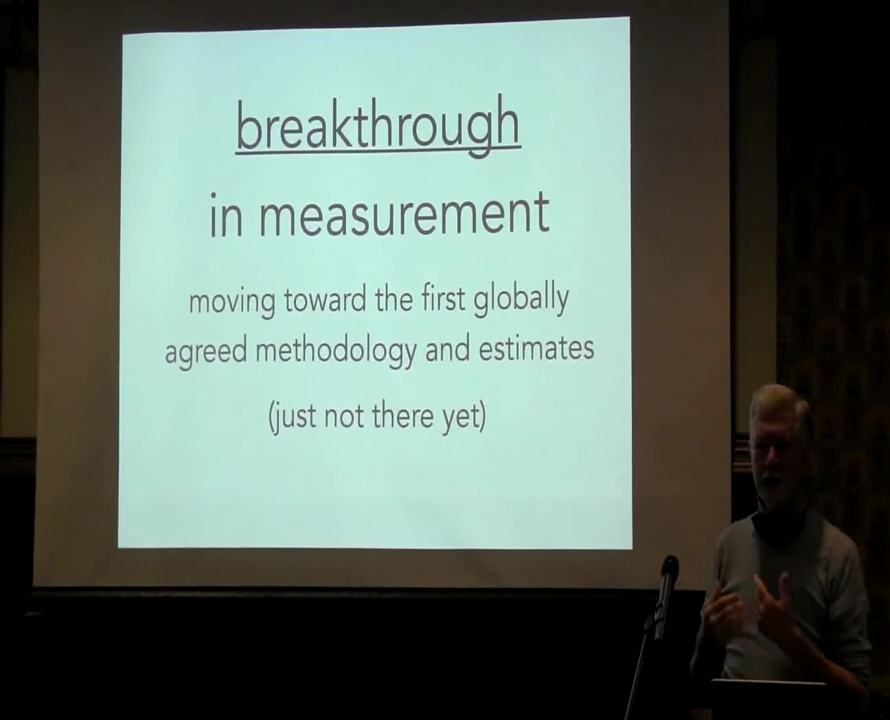 breakthrough
in measurement
moving toward the first globally
agreed methodology and estimates
(just not there yet)